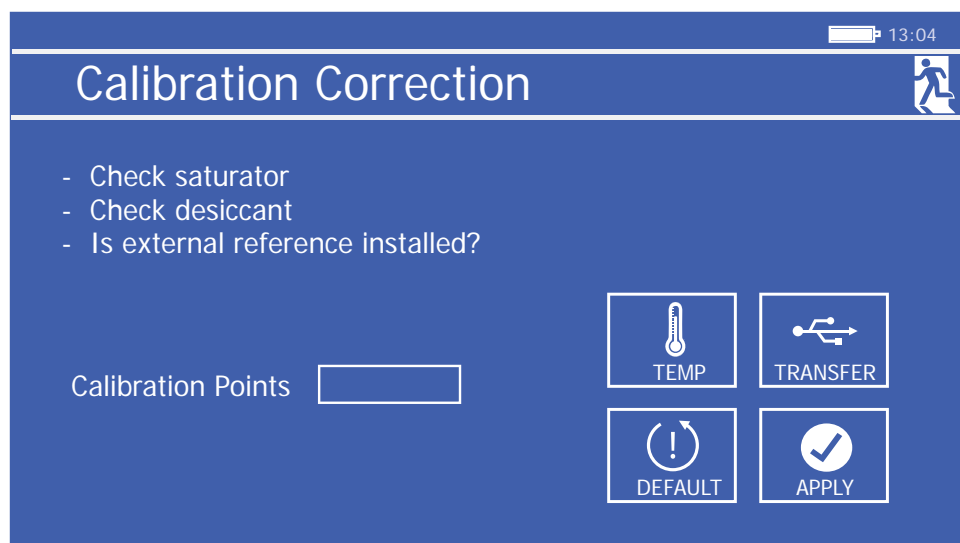 13:04
Calibration Correction
- Check saturator
- Check desiccant
- Is external reference installed?
TEMP
TRANSFER
Calibration Points
!
DEFAULT
APPLY